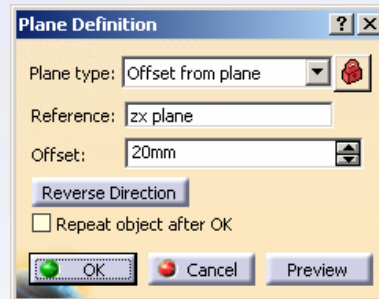 Plane Definition
Plane type: Offset from plane
Reference: zx plane
Offset: 20mm
Reverse Direction
Repeat object after OK
OK Cancel Preview